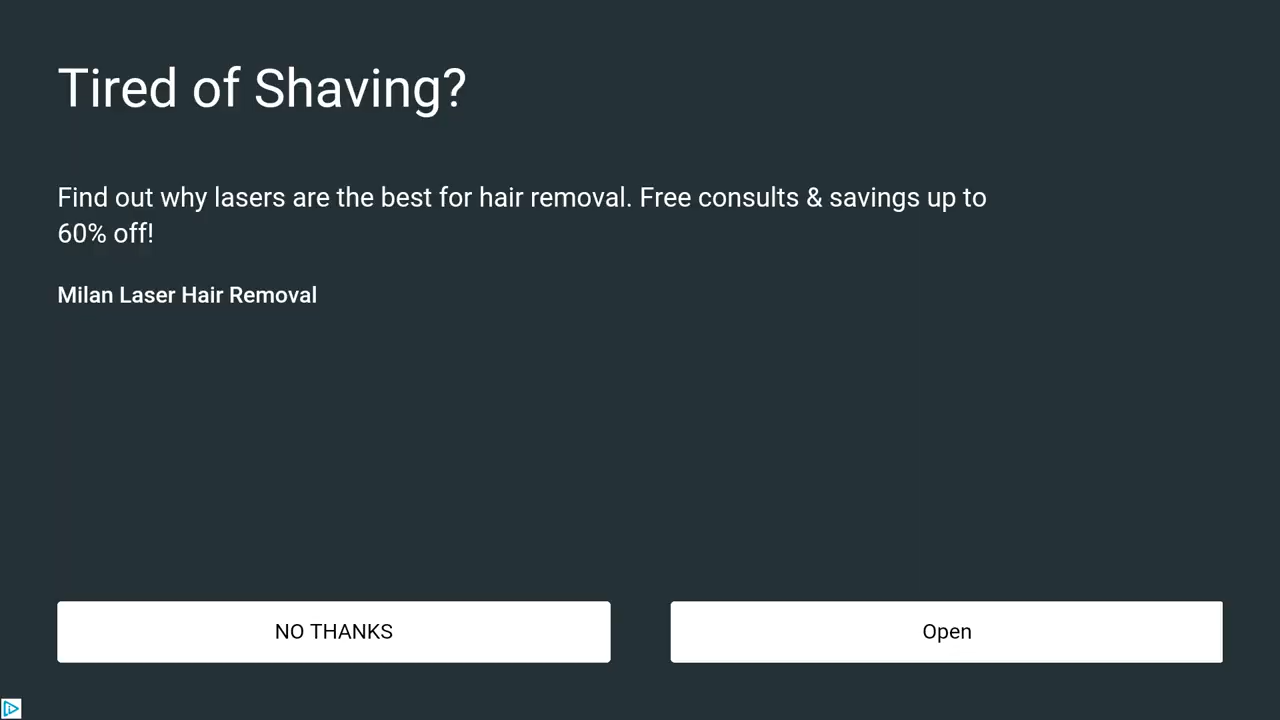 Tired of Shaving?
Find out why lasers are the best for hair removal. Free consults & savings up to
60% off!
Milan Laser Hair Removal
NO THANKS
Open